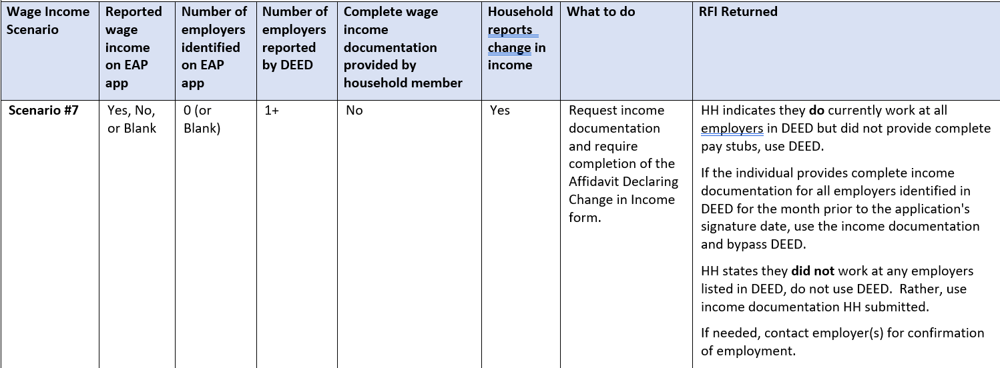 Wage Income
Scenario
Reported
wage
income
on EAP
app
Number of
employers
identified
on EAP
app
Number of
employers
reported
by DEED
Complete wage
income
documentation
provided by
household member
Household
reports
change in
income
What to do
RFI Returned
Scenario #7
Yes, No,
or Blank
0 (or
Blank)
1+
No
Yes
Request income
documentation
and require
completion of the
Affidavit Declaring
Change in Income
form.
HH indicates they do currently work at all
employers in DEED but did not provide complete
pay stubs, use DEED.
If the individual provides complete income
documentation for all employers identified in
DEED for the month prior to the application's
signature date, use the income documentation
and bypass DEED.
HH states they did not work at any employers
listed in DEED, do not use DEED.  Rather, use
income documentation HH submitted.
If needed, contact employer(s) for confirmation
of employment.